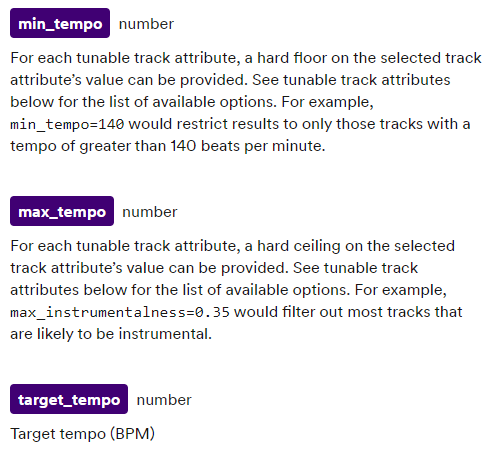 min_tempo number
For each tunable track attribute, a hard floor on the selected track
attribute’s value can be provided. See tunable track attributes
below for the list of available options. For example,
min_tempo=140 would restrict results to only those tracks with a
tempo of greater than 140 beats per minute.
max_tempo number
For each tunable track attribute, a hard ceiling on the selected
track attribute’s value can be provided. See tunable track
attributes below for the list of available options. For example,
max_instrumentalness=0.35 would filter out most tracks that
are likely to be instrumental.
target_tempo number
Target tempo (BPM)